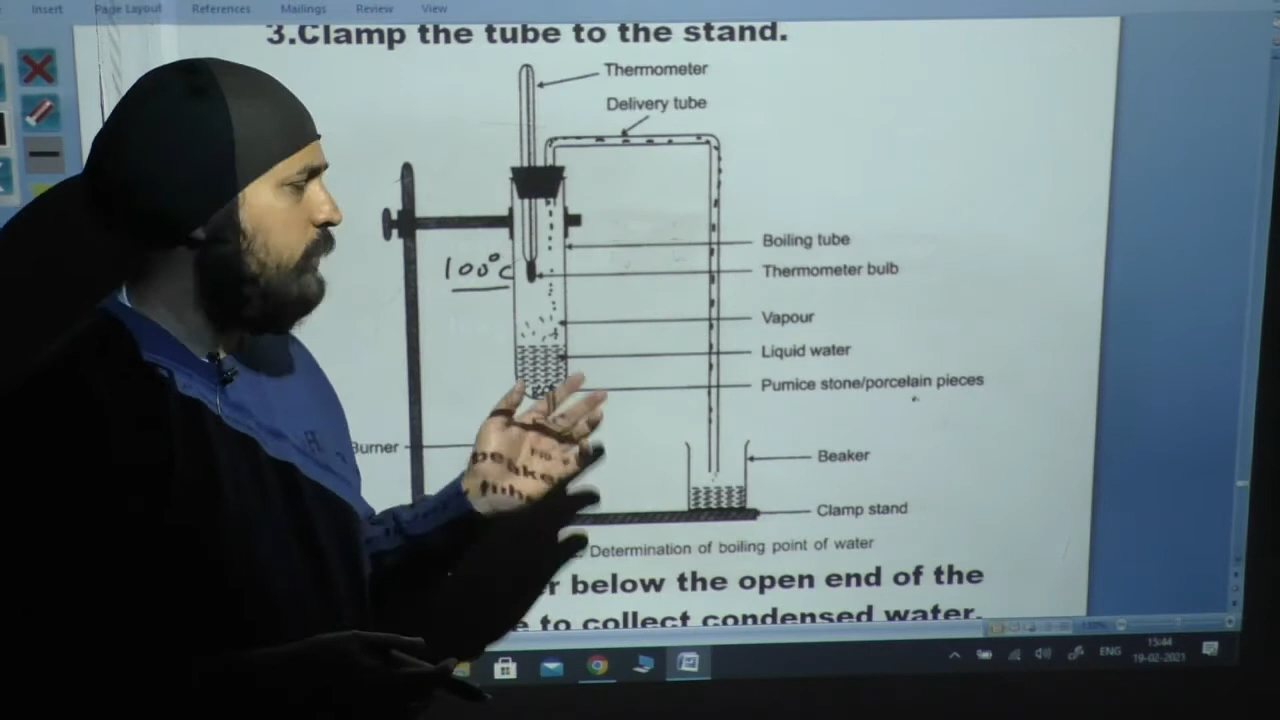 Insert Page Layout References Mailings Review View
3.Clamp the tube to the stand.
Thermometer
Delivery tube
Boiling tube
100°C
Thermometer bulb
Vapour
Liquid water
Pumice stone/porcelain pieces
Burner
Beaker
Clamp stand
Determination of boiling point of water
below the open end of the
to collect condensed water.
ENG
15:44
19-02-2021